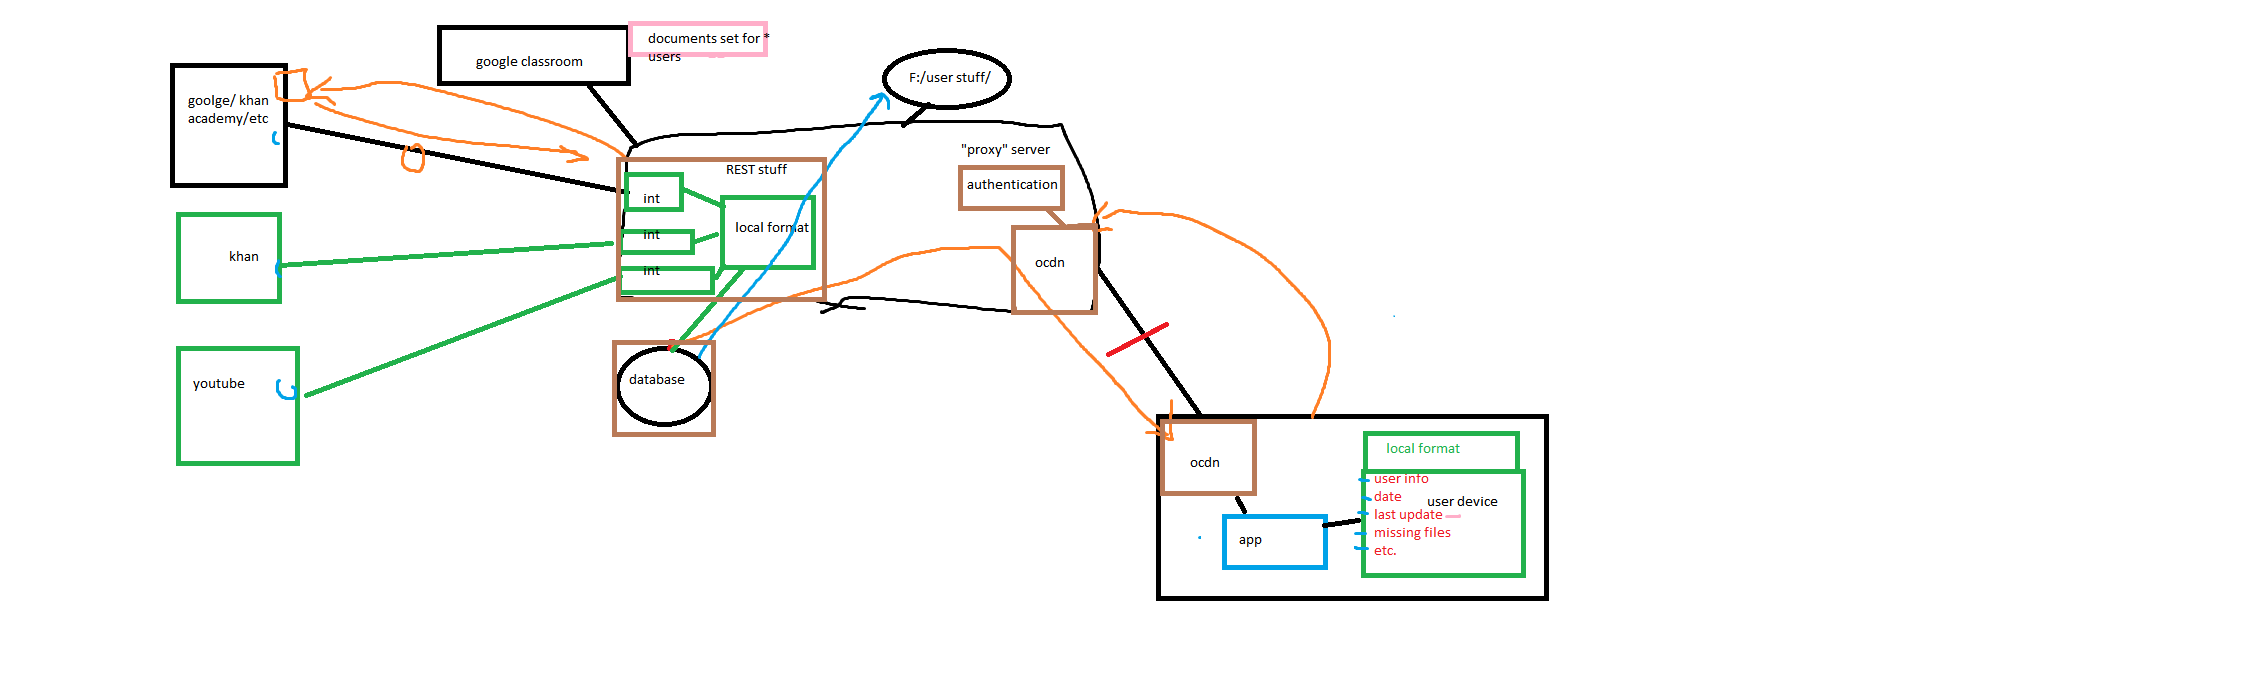 documents set for *
users
google classroom
F:/user stuff/
goolge/ khan
academy/etc
"proxy" server
REST stuff
authentication
int
local format
int
khan
ocdn
int
database
youtube
local format
ocdn
user info
date
user device
last update
missing files
app
etc.